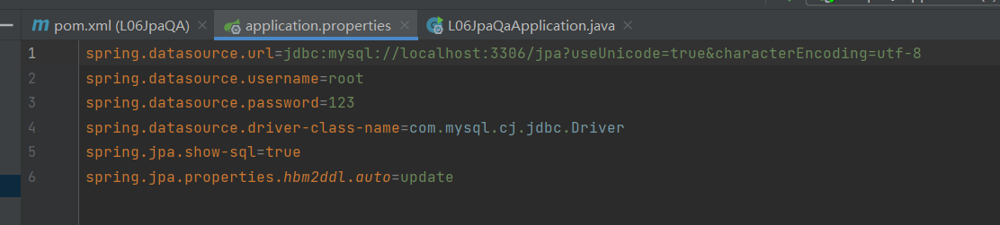 pom.xml (L06JpaQA)
application.properties
L06JpaQaApplication.java
1 spring.datasource.url=jdbc:mysql://localhost:3306/jpa?useUnicode=true&characterEncoding=utf-8
2 spring.datasource.username=root
3 spring.datasource.password=123
4 spring.datasource.driver-class-name=com.mysql.cj.jdbc.Driver
5 spring.jpa.show-sql=true
6 spring.jpa.properties.hbm2ddl.auto=update